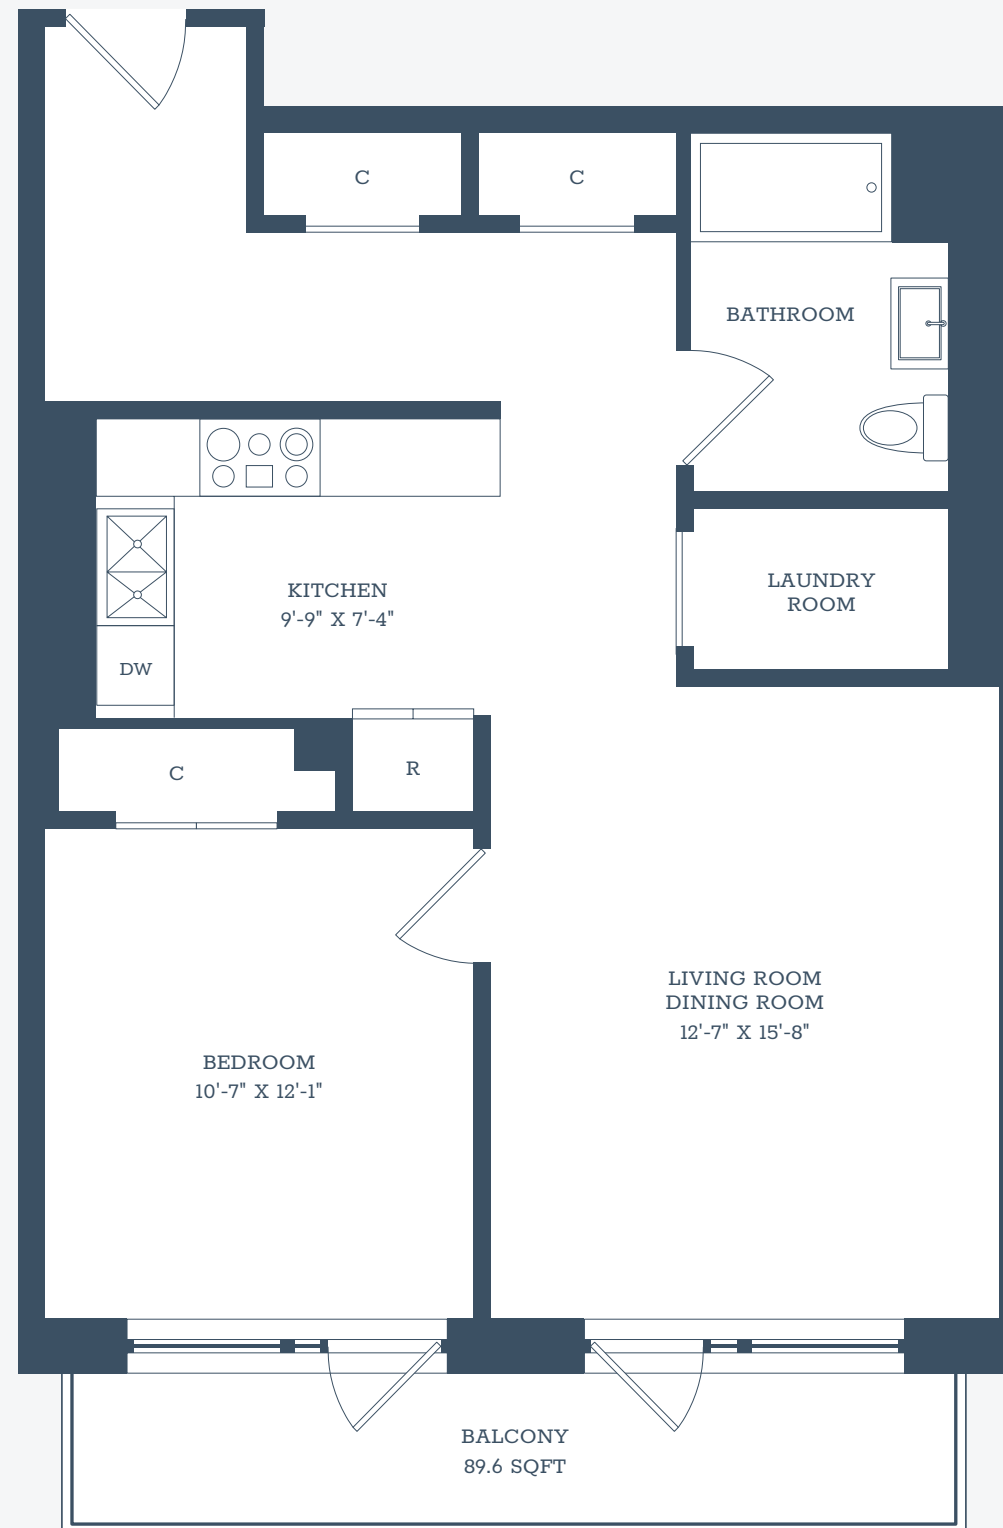 C
C
BATHROOM
LAUNDRY
ROOM
KITCHEN
9'-9" X 7'-4"
DW
C
R
LIVING ROOM
DINING ROOM
12'-7" X 15'-8"
BEDROOM
10'-7" X 12'-1"
BALCONY
89.6 SQFT